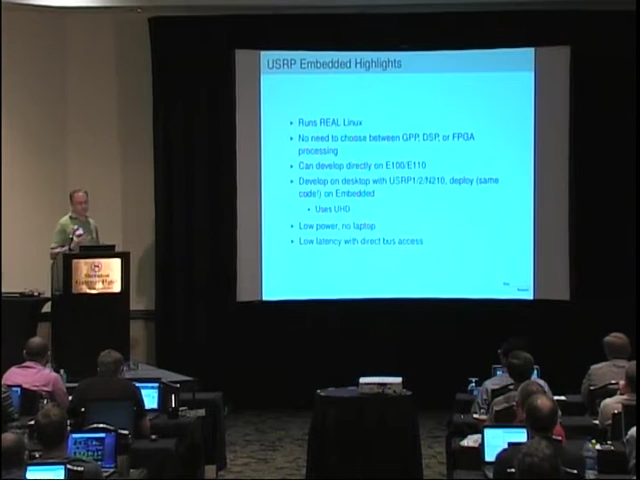 USRP Embedded Highlights
• Runs REAL Linux
• No need to choose between GPP, DSP, or FPGA
processing
• Can develop directly on E100/E110
• Develop on desktop with USRP1/2/N210, deploy (same
code!) on Embedded
• Uses UHD
• Low power, no laptop
• Low latency with direct bus access
Sheraton